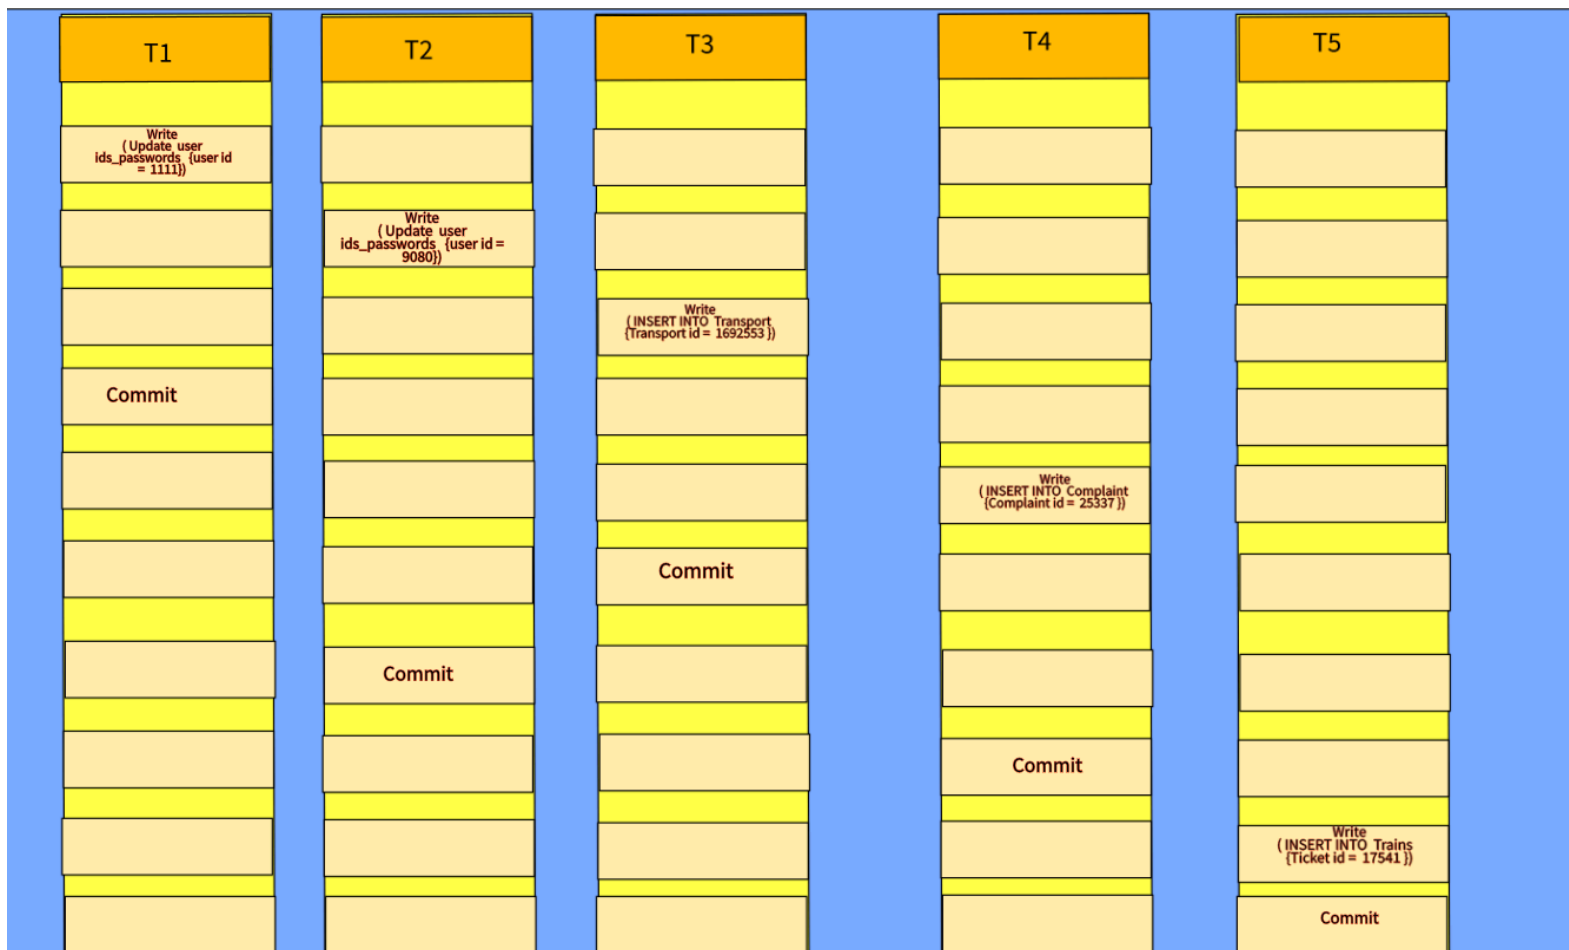 T1
T2
T3
T4
T5
Write
( Update user
ids_passwords {user id
= 1111})
Write
( Update user
ids_passwords {user id =
9080})
Write
( INSERT INTO Transport
{Transport id = 1692553 })
Commit
Write
( INSERT INTO Complaint
{Complaint id = 25337 })
Commit
Commit
Commit
Write
( INSERT INTO Trains
{Ticket id = 17541 })
Commit